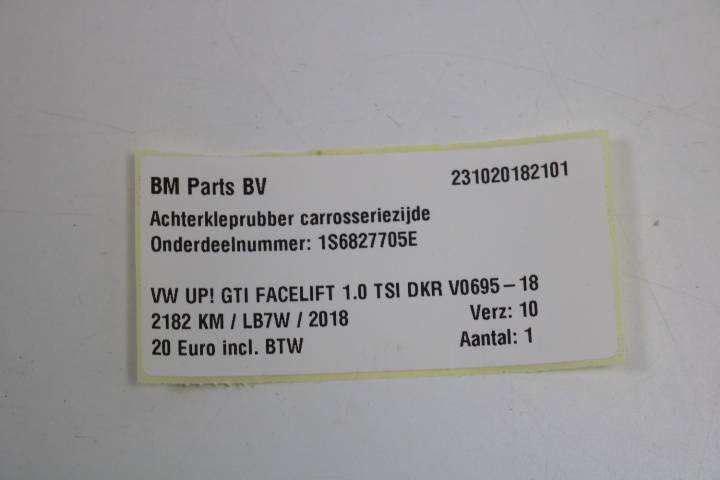 BM Parts BV 231020182101
Achterkleprubber carrosseriezijde
Onderdeelnummer: 1S6827705E
VW UP! GTI FACELIFT 1.0 TSI DKR V0695-18
2182 KM / LB7W / 2018 Verz: 10
20 Euro incl. BTW Aantal: 1